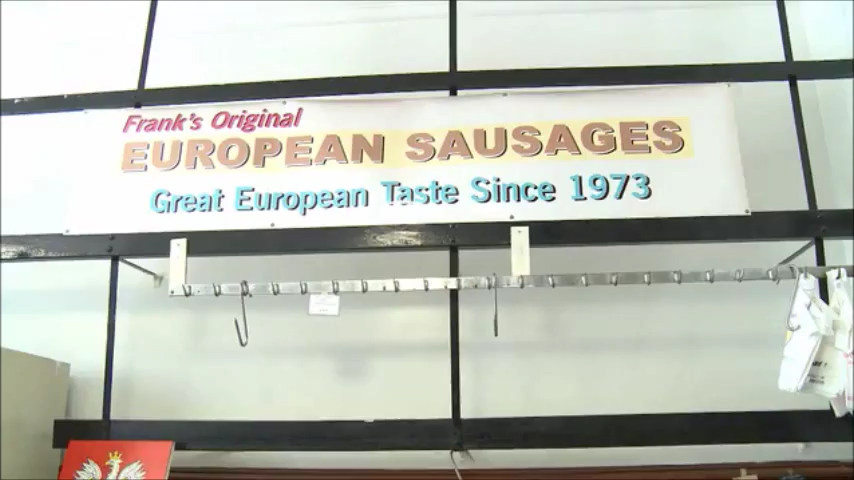 Frank's Original
EUROPEAN SAUSAGES
Great European Taste Since 1973